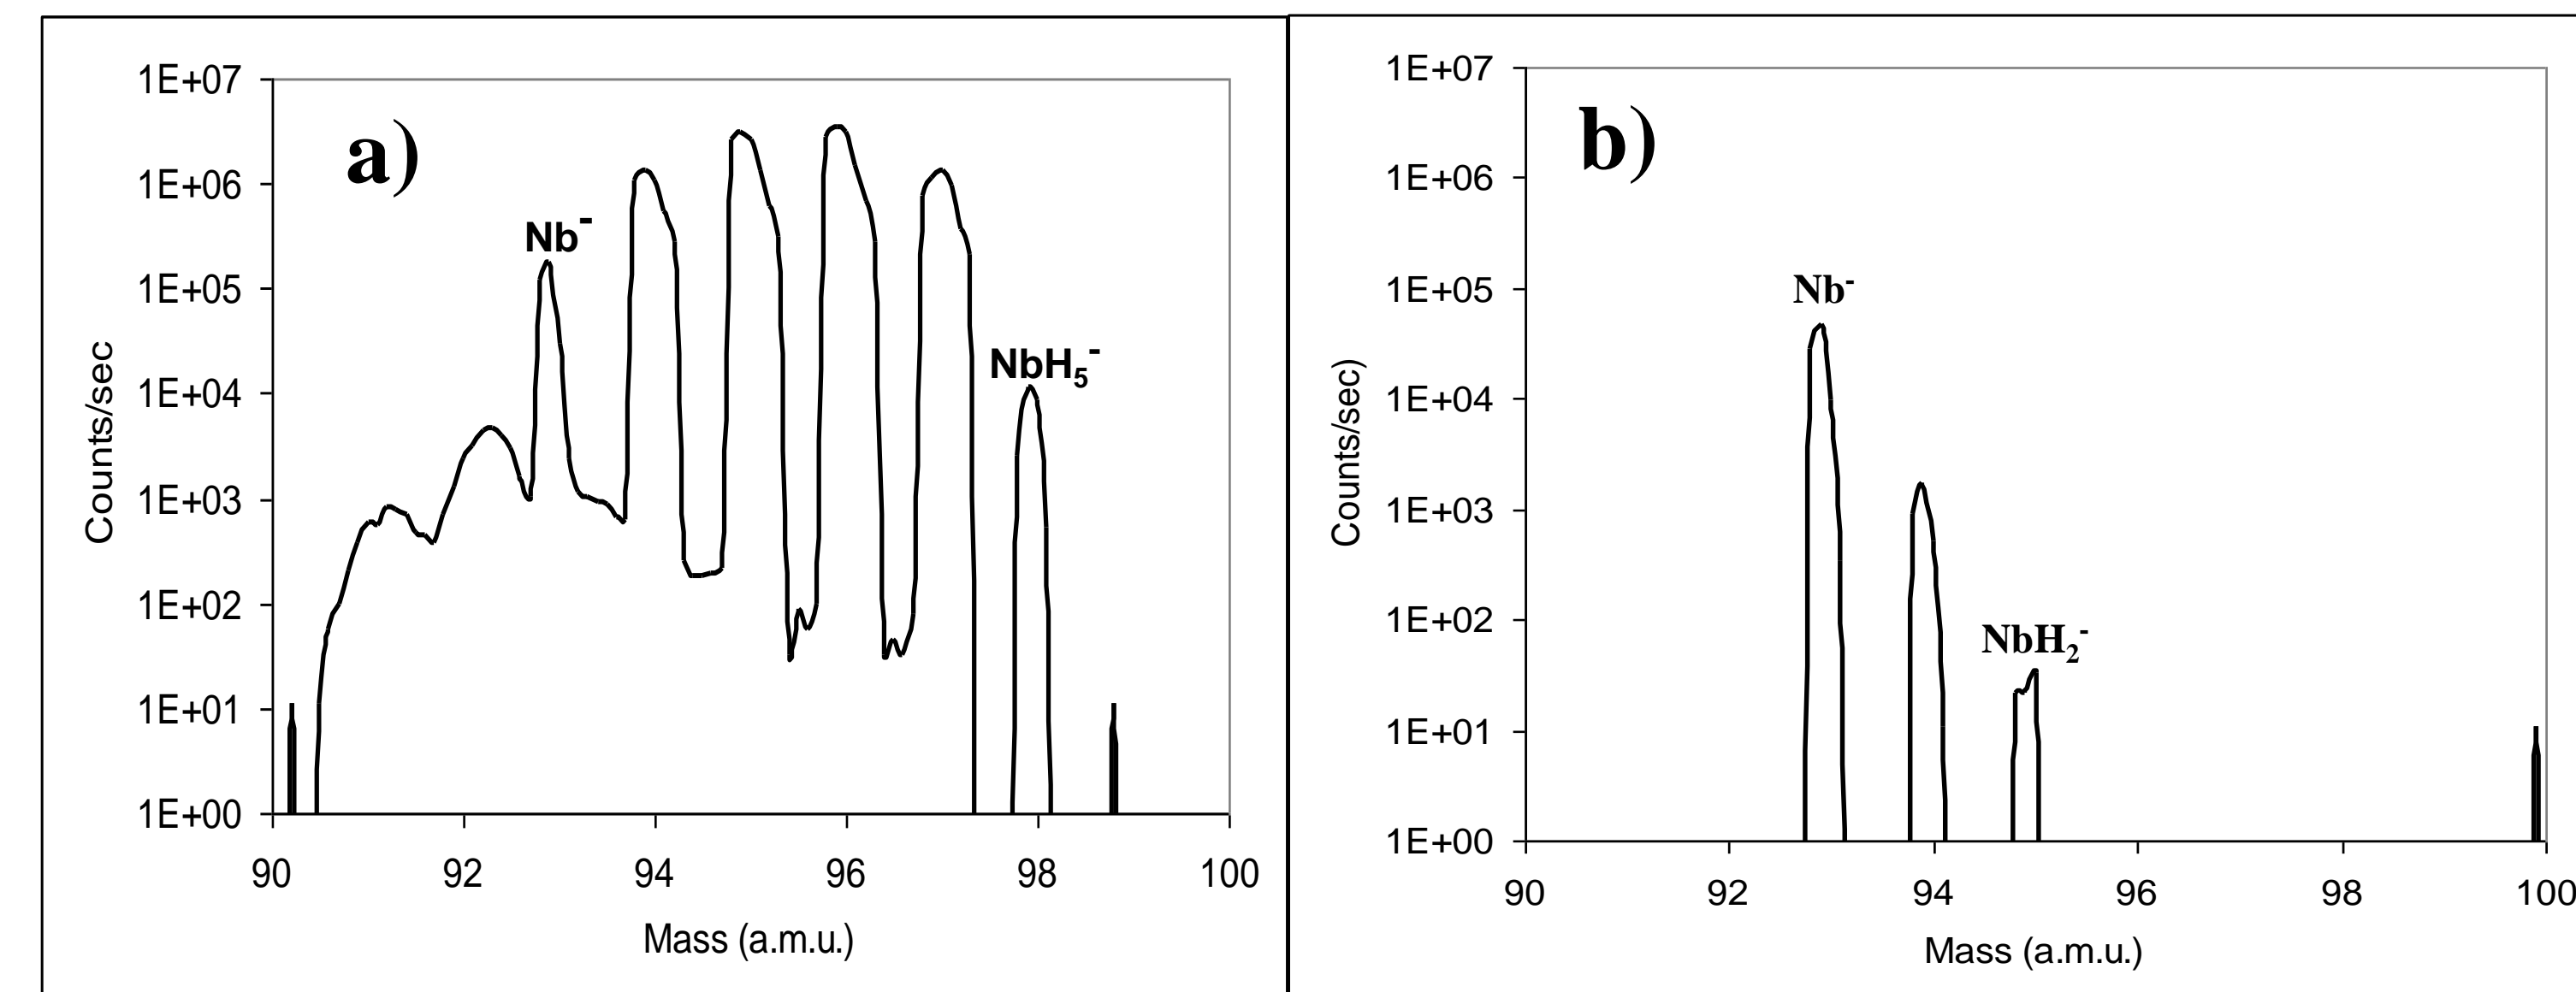 a)
1E+07
1E+06
1E+05
1E+04
1E+03
1E+02
1E+01
1E+00
Counts/sec
Nb⁻
NbH₅⁻
90 92 94 96 98 100
Mass (a.m.u.)
b)
1E+07
1E+06
1E+05
1E+04
1E+03
1E+02
1E+01
1E+00
Counts/sec)
Nb⁻
NbH₂⁻
90 92 94 96 98 100
Mass (a.m.u.)